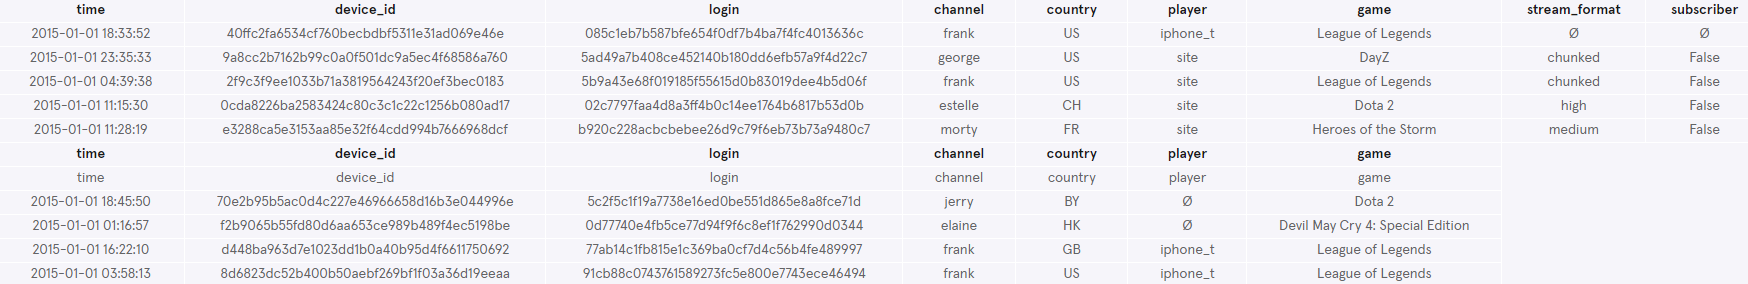 time device_id login channel country player game stream_format subscriber
2015-01-01 18:33:52 40ffc2fa6534cf760becbdbf5311e31ad069e46e 085c1eb7b587bfe654f0df7b4ba7f4fc4013636c frank US iphone_t League of Legends Ø Ø
2015-01-01 23:35:33 9a8cc2b7162b99c0a0f501dc9a5ec4f68586a760 5ad49a7b408ce452140b180dd6efb57a9f4d22c7 george US site DayZ chunked False
2015-01-01 04:39:38 2f9c3f9ee1033b71a3819564243f20ef3bec0183 5b9a43e68f019185f55615d0b83019dee4b5d06f frank US site League of Legends chunked False
2015-01-01 11:15:30 0cda8226ba2583424c80c3c1c22c1256b080ad17 02c7797faa4d8a3ff4b0c14ee1764b6817b53d0b estelle CH site Dota 2 high False
2015-01-01 11:28:19 e3288ca5e3153aa85e32f64cdd994b7666968dcf b920c228acbcbebee26d9c79f6eb73b73a9480c7 morty FR site Heroes of the Storm medium False
time device_id login channel country player game
time device_id login channel country player game
2015-01-01 18:45:50 70e2b95b5ac0d4c227e46966658d16b3e044996e 5c2f5c1f19a7738e16ed0be551d865e8a8fce71d jerry BY Ø Dota 2
2015-01-01 01:16:57 f2b9065b55fd80d6aa653ce989b489f4ec5198be 0d77740e4fb5ce77d94f9f6c8ef1f762990d0344 elaine HK Ø Devil May Cry 4: Special Edition
2015-01-01 16:22:10 d448ba963d7e1023dd1b0a40b95d4f6611750692 77ab14c1fb815e1c369ba0cf7d4c56b4fe489997 frank GB iphone_t League of Legends
2015-01-01 03:58:13 8d6823dc52b400b50aebf269bf1f03a36d19eeaa 91cb88c0743761589273fc5e800e7743ece46494 frank US iphone_t League of Legends